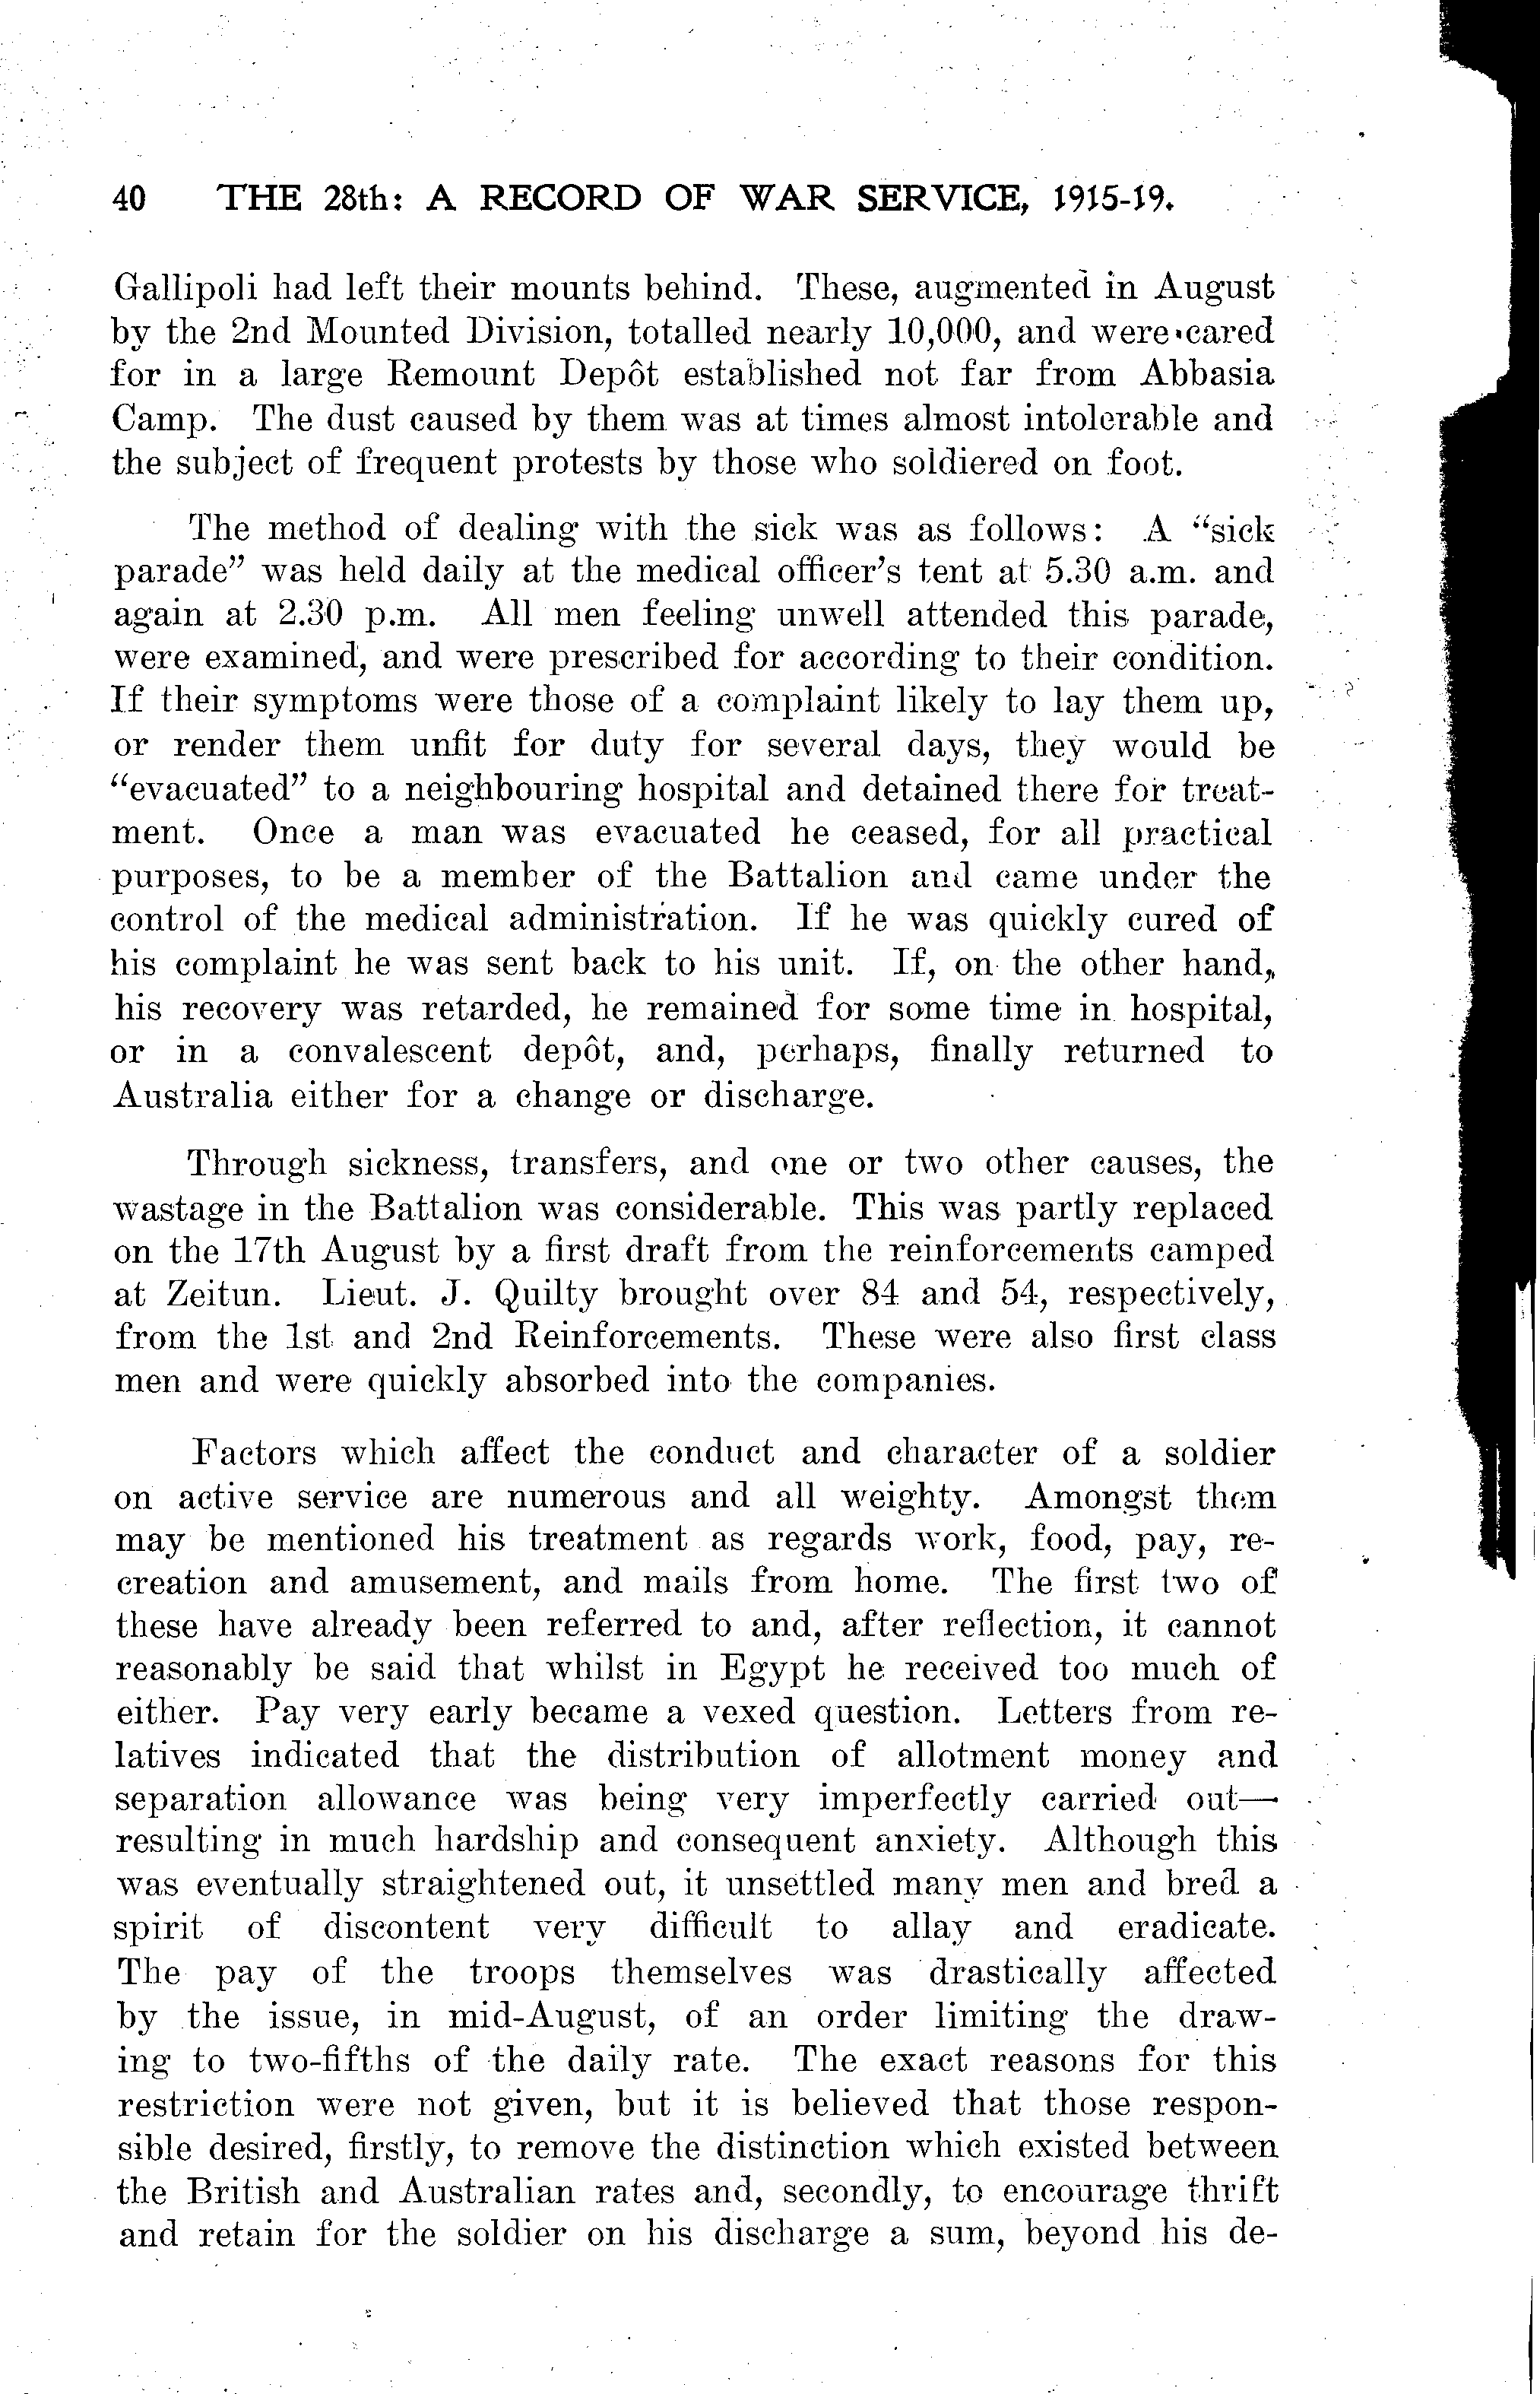 40 THE 28th: A RECORD OF WAR SERVICE, 1915-19.
Gallipoli had left their mounts behind. These, augmented in August
by the 2nd Mounted Division, totalled nearly 10,000, and were cared
for in a large Remount Depôt established not far from Abbasia
Camp. The dust caused by them was at times almost intolerable and
the subject of frequent protests by those who soldiered on foot.
The method of dealing with the sick was as follows: A “sick
parade” was held daily at the medical officer's tent at 5.30 a.m. and
again at 2.30 p.m. All men feeling unwell attended this parade,
were examined, and were prescribed for according to their condition.
If their symptoms were those of a complaint likely to lay them up,
or render them unfit for duty for several days, they would be
“evacuated” to a neighbouring hospital and detained there for treat-
ment. Once a man was evacuated he ceased, for all practical
purposes, to be a member of the Battalion and came under the
control of the medical administration. If he was quickly cured of
his complaint he was sent back to his unit. If, on the other hand,
his recovery was retarded, he remained for some time in hospital,
or in a convalescent depôt, and, perhaps, finally returned to
Australia either for a change or discharge.
Through sickness, transfers, and one or two other causes, the
wastage in the Battalion was considerable. This was partly replaced
on the 17th August by a first draft from the reinforcements camped
at Zeitun. Lieut. J. Quilty brought over 84 and 54, respectively,
from the 1st and 2nd Reinforcements. These were also first class
men and were quickly absorbed into the companies.
Factors which affect the conduct and character of a soldier
on active service are numerous and all weighty. Amongst them
may be mentioned his treatment as regards work, food, pay, re-
creation and amusement, and mails from home. The first two of
these have already been referred to and, after reflection, it cannot
reasonably be said that whilst in Egypt he received too much of
either. Pay very early became a vexed question. Letters from re-
latives indicated that the distribution of allotment money and
separation allowance was being very imperfectly carried out—
resulting in much hardship and consequent anxiety. Although this
was eventually straightened out, it unsettled many men and bred a
spirit of discontent very difficult to allay and eradicate.
The pay of the troops themselves was drastically affected
by the issue, in mid-August, of an order limiting the draw-
ing to two-fifths of the daily rate. The exact reasons for this
restriction were not given, but it is believed that those respon-
sible desired, firstly, to remove the distinction which existed between
the British and Australian rates and, secondly, to encourage thrift
and retain for the soldier on his discharge a sum, beyond his de-